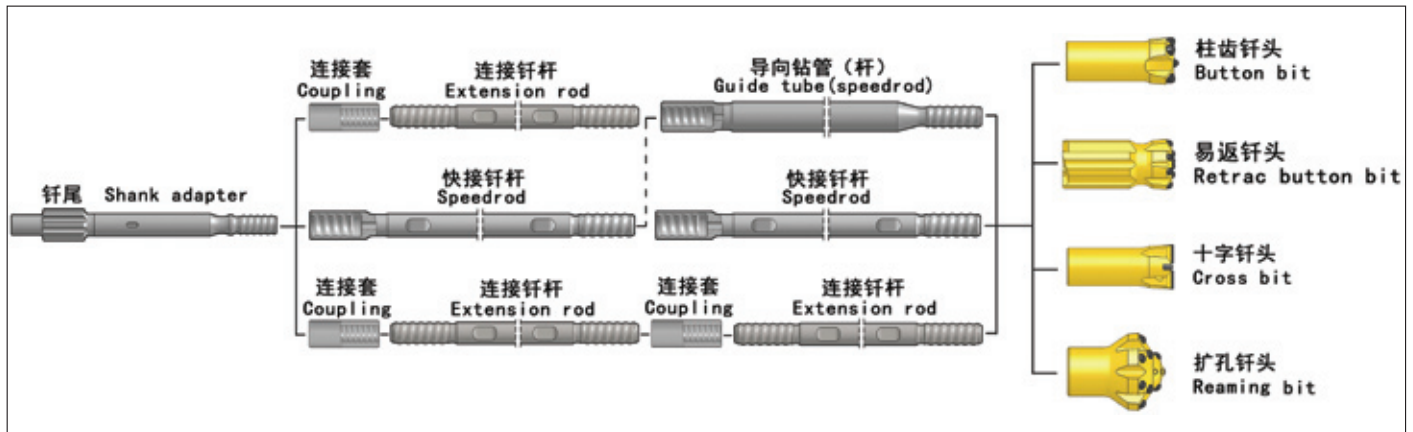 连接套
Coupling
连接钎杆
Extension rod
导向钻管（杆）
Guide tube(speedrod)
柱齿钎头
Button bit
易返钎头
Retrac button bit
钎尾 Shank adapter
快接钎杆
Speedrod
快接钎杆
Speedrod
十字钎头
Cross bit
连接套
Coupling
连接钎杆
Extension rod
连接套
Coupling
连接钎杆
Extension rod
扩孔钎头
Reaming bit